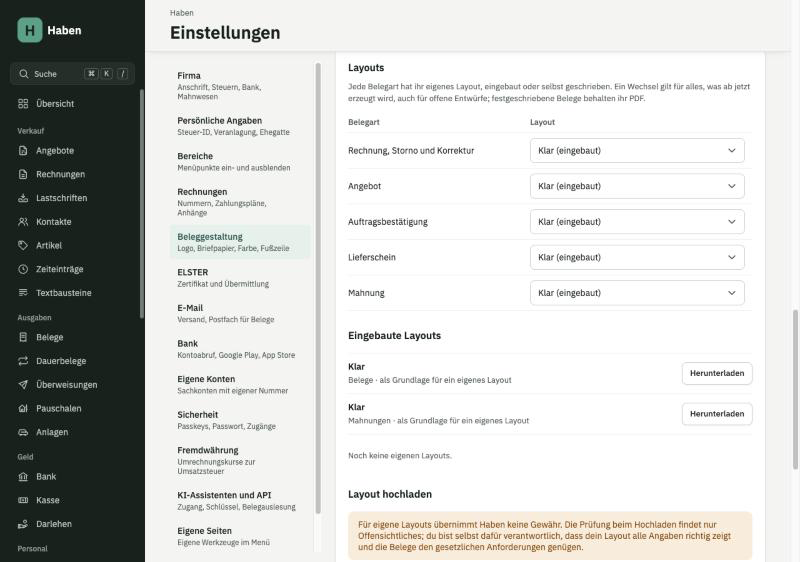 H Haben
Suche ⌘ K /
Übersicht
Verkauf
Angebote
Rechnungen
Lastschriften
Kontakte
Artikel
Zeiteinträge
Textbausteine
Ausgaben
Belege
Dauerbelege
Überweisungen
Pauschalen
Anlagen
Geld
Bank
Kasse
Darlehen
Personal
Haben
Einstellungen
Firma
Anschrift, Steuern, Bank,
Mahnwesen
Persönliche Angaben
Steuer-ID, Veranlagung, Ehegatte
Bereiche
Menüpunkte ein- und ausblenden
Rechnungen
Nummern, Zahlungspläne,
Anhänge
Beleggestaltung
Logo, Briefpapier, Farbe, Fußzeile
ELSTER
Zertifikat und Übermittlung
E-Mail
Versand, Postfach für Belege
Bank
Kontoabruf, Google Play, App Store
Eigene Konten
Sachkonten mit eigener Nummer
Sicherheit
Passkeys, Passwort, Zugänge
Fremdwährung
Umrechnungskurse zur
Umsatzsteuer
KI-Assistenten und API
Zugang, Schlüssel, Belegauslesung
Eigene Seiten
Eigene Werkzeuge im Menü
Layouts
Jede Belegart hat ihr eigenes Layout, eingebaut oder selbst geschrieben. Ein Wechsel gilt für alles, was ab jetzt
erzeugt wird, auch für offene Entwürfe; festgeschriebene Belege behalten ihr PDF.
Belegart Layout
Rechnung, Storno und Korrektur Klar (eingebaut)
Angebot Klar (eingebaut)
Auftragsbestätigung Klar (eingebaut)
Lieferschein Klar (eingebaut)
Mahnung Klar (eingebaut)
Eingebaute Layouts
Klar
Belege · als Grundlage für ein eigenes Layout
Herunterladen
Klar
Mahnungen · als Grundlage für ein eigenes Layout
Herunterladen
Noch keine eigenen Layouts.
Layout hochladen
Für eigene Layouts übernimmt Haben keine Gewähr. Die Prüfung beim Hochladen findet nur
Offensichtliches; du bist selbst dafür verantwortlich, dass dein Layout alle Angaben richtig zeigt
und die Belege den gesetzlichen Anforderungen genügen.